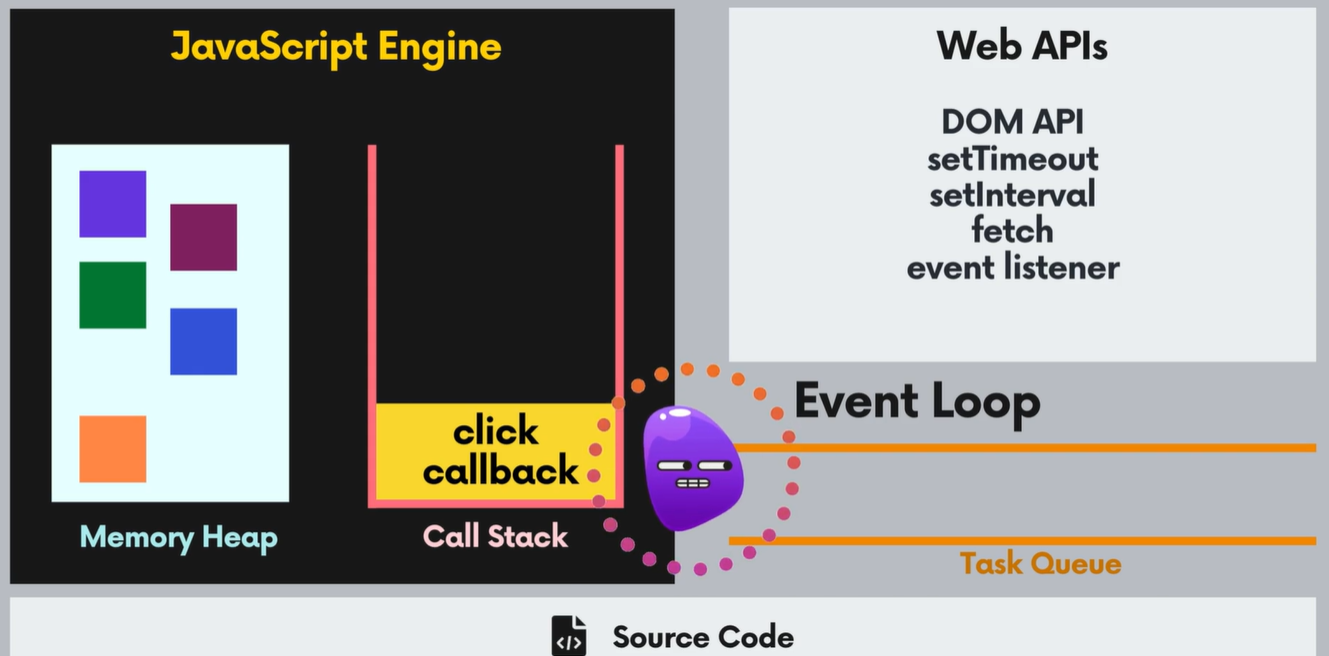 JavaScript Engine
Memory Heap
click
callback
Call Stack
Web APIs
DOM API
setTimeout
setInterval
fetch
event listener
Event Loop
Task Queue
</> Source Code